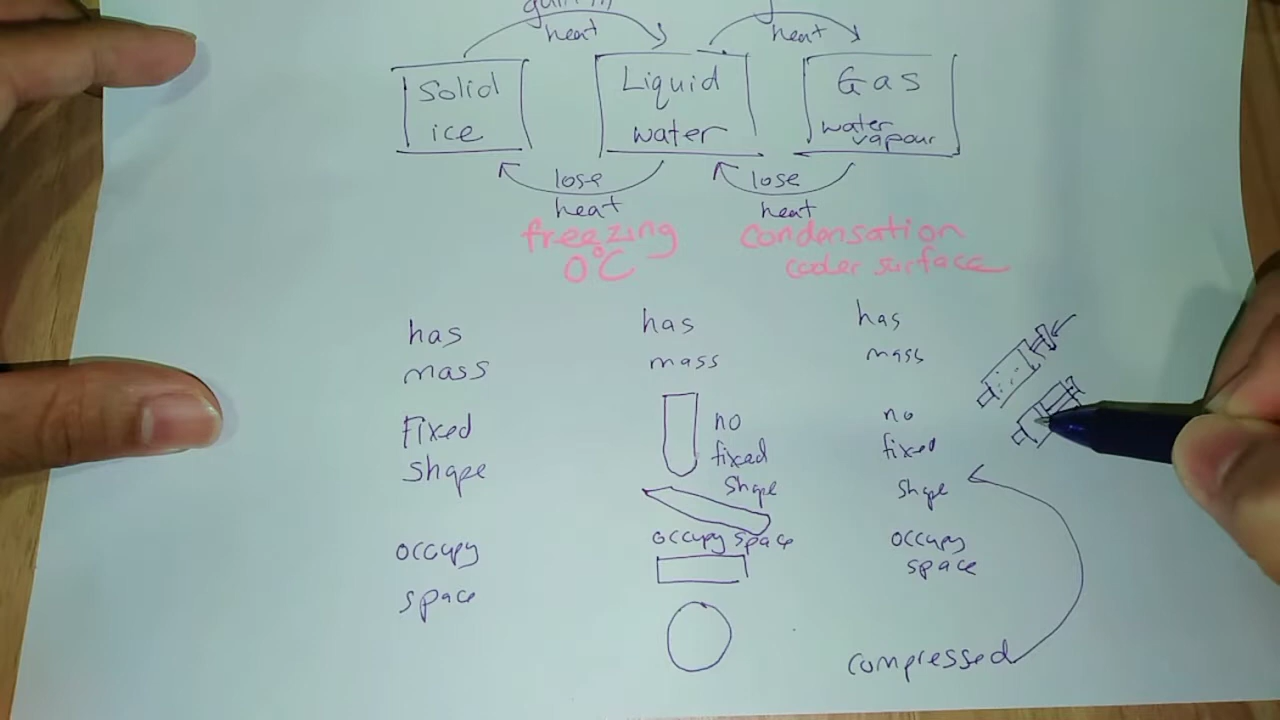 gain
heat
heat
Solid
ice
Liquid
water
Gas
water
vapour
lose
heat
lose
heat
freezing
0°C
condensation
cooler surface
has
mass
Fixed
Shape
occupy
space
has
mass
no
fixed
Shape
occupy space
has
mass
no
fixed
Shape
occupy
space
compressed